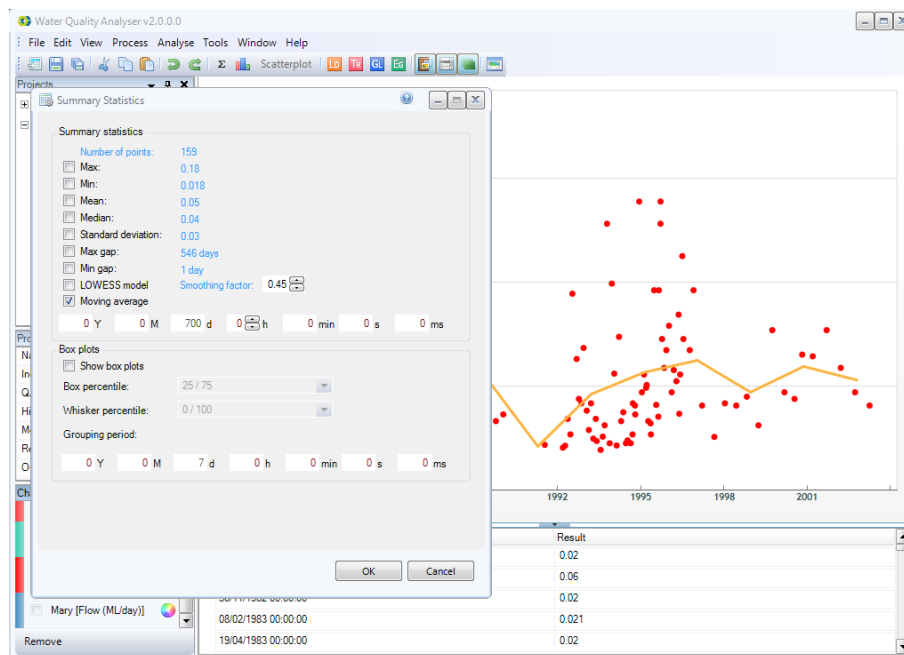 Water Quality Analyser v2.0.0.0
File Edit View Process Analyse Tools Window Help
Σ Scatterplot Lo TR GL Eg
Projects
Summary Statistics
Summary statistics
Number of points: 159
Max: 0.18
Min: 0.018
Mean: 0.05
Median: 0.04
Standard deviation: 0.03
Max gap: 546 days
Min gap: 1 day
LOWESS model Smoothing factor: 0.45
Moving average
0 Y 0 M 700 d 0 h 0 min 0 s 0 ms
Box plots
Show box plots
Box percentile: 25 / 75
Whisker percentile: 0 / 100
Grouping period:
0 Y 0 M 7 d 0 h 0 min 0 s 0 ms
OK Cancel
1992 1995 1998 2001
Result
0.02
0.06
0.02
Mary [Flow (ML/day)]
08/02/1983 00:00:00 0.021
Remove
19/04/1983 00:00:00 0.02